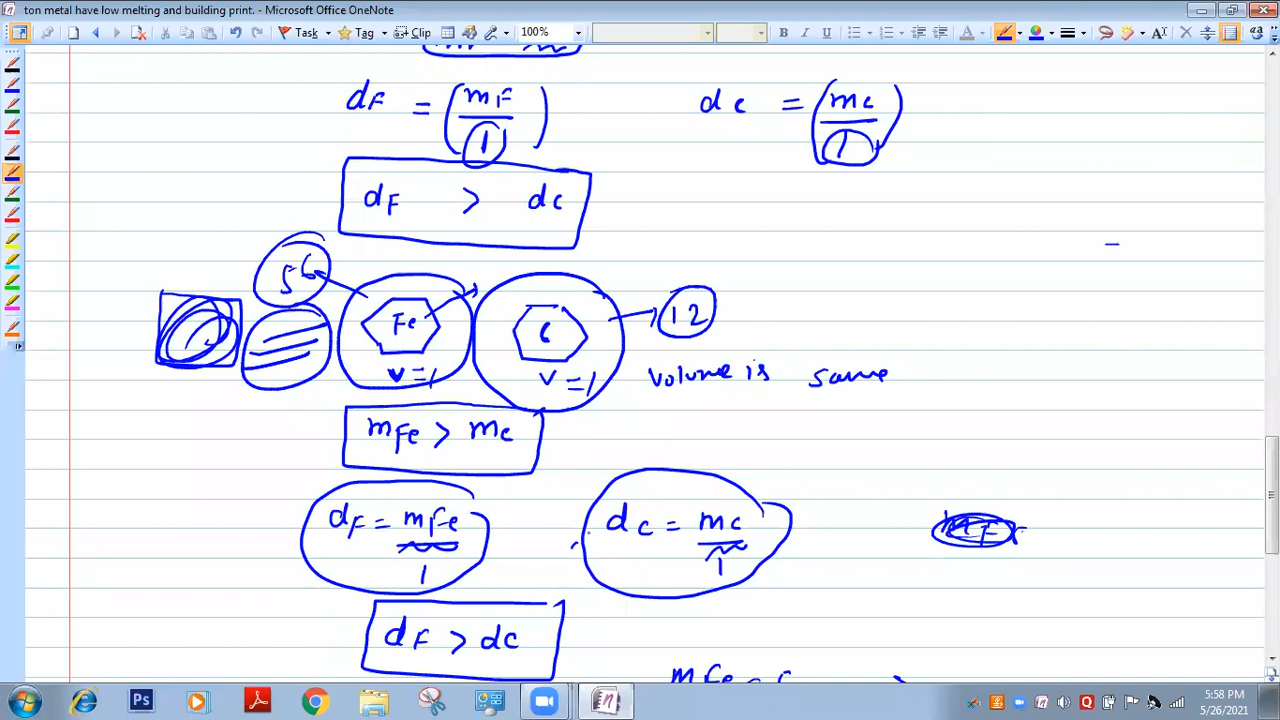 ton metal have low melting and building print. - Microsoft Office OneNote
100% Task Tag Clip
dF = (mF / 1)
dc = (mc / 1)
dF > dc
56
Fe
V = 1
C
V = 1
12
volume is same
mFe > mc
dF = mFe / 1
dc = mc / 1
dF > dc
5:58 PM
5/26/2021